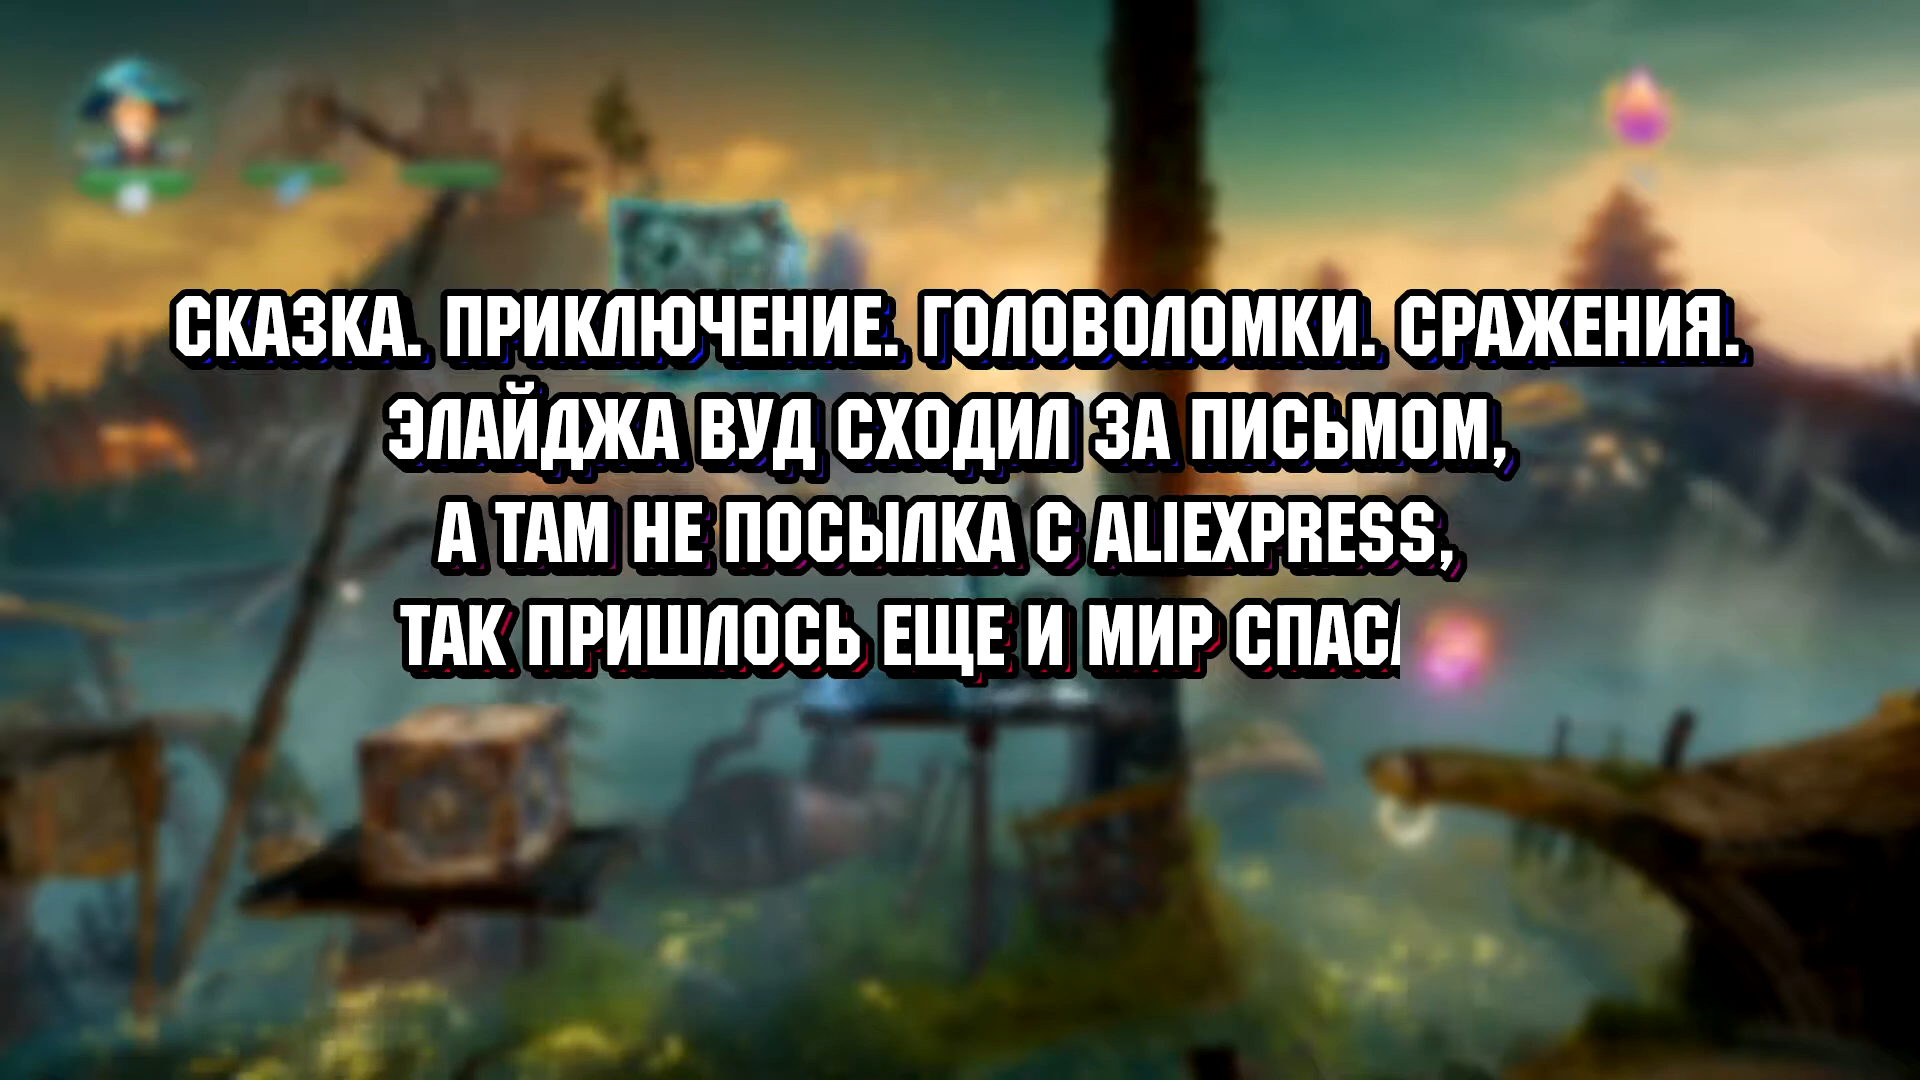 СКАЗКА. ПРИКЛЮЧЕНИЕ. ГОЛОВОЛОМКИ. СРАЖЕНИЯ.
ЭЛАЙДЖА ВУД СХОДИЛ ЗА ПИСЬМОМ,
А ТАМ НЕ ПОСЫЛКА С ALIEXPRESS,
ТАК ПРИШЛОСЬ ЕЩЕ И МИР